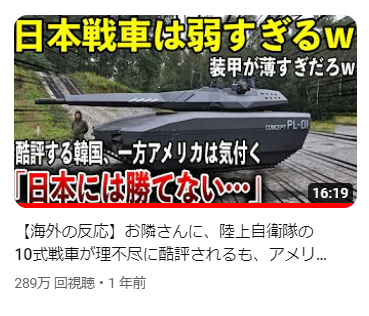 日本戦車は弱すぎるw
装甲が薄すぎだろw
CONCEPT PL-01
酷評する韓国、一方アメリカは気付く
「日本には勝てない…」
16:19
【海外の反応】お隣さんに、陸上自衛隊の
10式戦車が理不尽に酷評されるも、アメリ...
289万 回視聴・1 年前